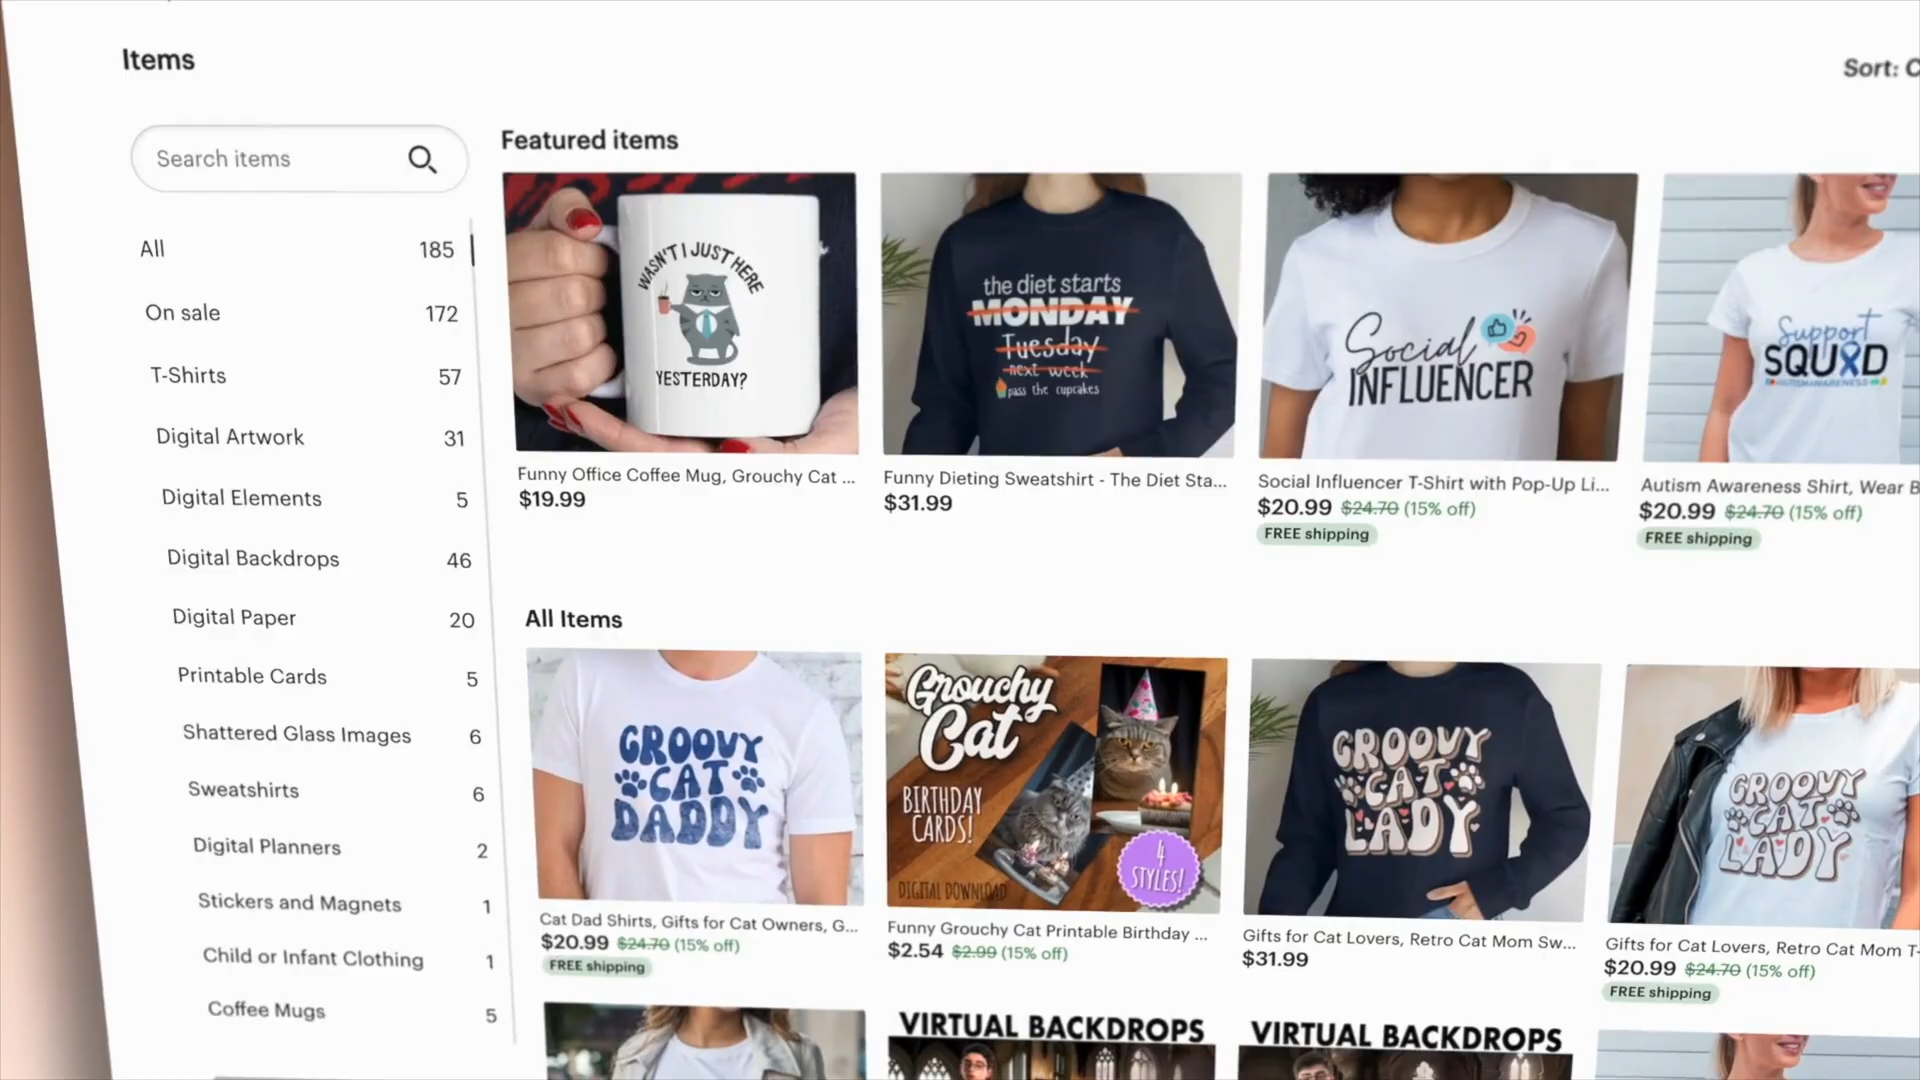 Items
Sort:
Search items
All 185
On sale 172
T-Shirts 57
Digital Artwork 31
Digital Elements 5
Digital Backdrops 46
Digital Paper 20
Printable Cards 5
Shattered Glass Images 6
Sweatshirts 6
Digital Planners 2
Stickers and Magnets 1
Child or Infant Clothing 1
Coffee Mugs 5
Featured items
WASN'T I JUST HERE
YESTERDAY?
Funny Office Coffee Mug, Grouchy Cat ...
$19.99
the diet starts
MONDAY
Tuesday
next week
pass the cupcakes
Funny Dieting Sweatshirt - The Diet Sta...
$31.99
Social
INFLUENCER
Social Influencer T-Shirt with Pop-Up Li...
$20.99 $24.70 (15% off)
FREE shipping
Support
SQUAD
AUTISM AWARENESS
Autism Awareness Shirt, Wear B
$20.99 $24.70 (15% off)
FREE shipping
All Items
GROOVY
CAT
DADDY
Cat Dad Shirts, Gifts for Cat Owners, G...
$20.99 $24.70 (15% off)
FREE shipping
Grouchy
Cat
BIRTHDAY
CARDS!
4
STYLES!
DIGITAL DOWNLOAD
Funny Grouchy Cat Printable Birthday ...
$2.54 $2.99 (15% off)
GROOVY
CAT
LADY
Gifts for Cat Lovers, Retro Cat Mom Sw...
$31.99
GROOVY
CAT
LADY
Gifts for Cat Lovers, Retro Cat Mom T-
$20.99 $24.70 (15% off)
FREE shipping
VIRTUAL BACKDROPS
VIRTUAL BACKDROPS